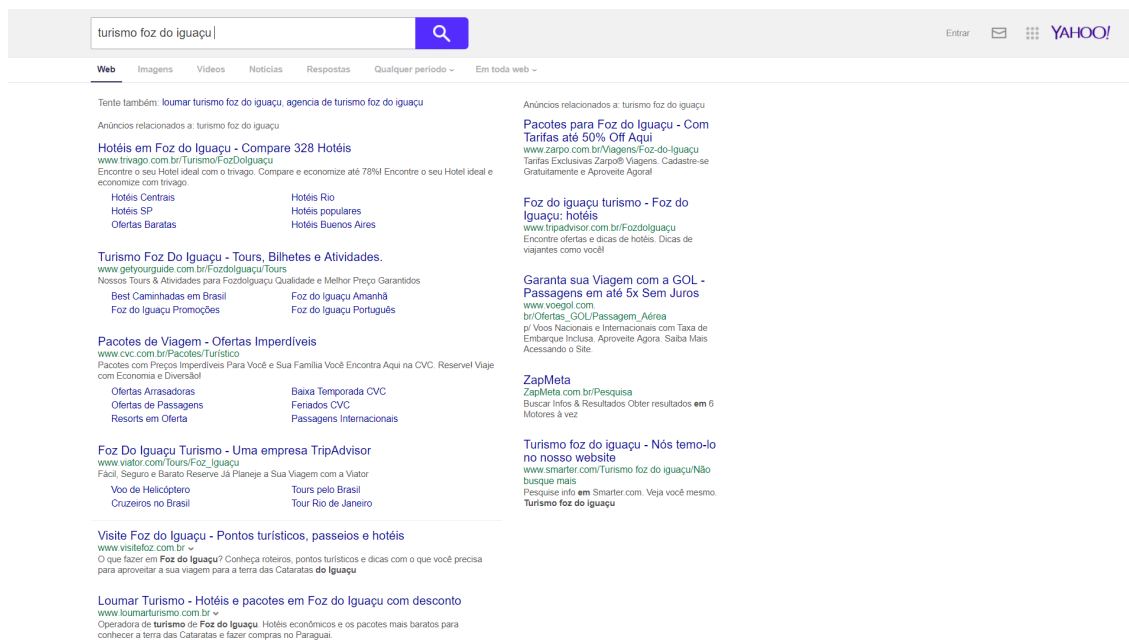 turismo foz do iguaçu
Entrar
YAHOO!
Web Imagens Videos Notícias Respostas Qualquer período Em toda web
Tente também: loumar turismo foz do iguaçu, agencia de turismo foz do iguaçu
Anúncios relacionados a: turismo foz do iguaçu
Hotéis em Foz do Iguaçu - Compare 328 Hotéis
www.trivago.com.br/Turismo/FozDoIguaçu
Encontre o seu Hotel ideal com o trivago. Compare e economize até 78%! Encontre o seu Hotel ideal e
economize com trivago.
Hotéis Centrais Hotéis Rio
Hotéis SP Hotéis populares
Ofertas Baratas Hotéis Buenos Aires
Turismo Foz Do Iguaçu - Tours, Bilhetes e Atividades.
www.getyourguide.com.br/FozdoIguaçu/Tours
Nossos Tours & Atividades para FozdoIguaçu Qualidade e Melhor Preço Garantidos
Best Caminhadas em Brasil Foz do Iguaçu Amanhã
Foz do Iguaçu Promoções Foz do Iguaçu Português
Pacotes de Viagem - Ofertas Imperdíveis
www.cvc.com.br/Pacotes/Turístico
Pacotes com Preços Imperdíveis Para Você e Sua Família Você Encontra Aqui na CVC. Reserve! Viaje
com Economia e Diversão!
Ofertas Arrasadoras Baixa Temporada CVC
Ofertas de Passagens Feriados CVC
Resorts em Oferta Passagens Internacionais
Foz Do Iguaçu Turismo - Uma empresa TripAdvisor
www.viator.com/Tours/Foz_Iguaçu
Fácil, Seguro e Barato Reserve Já Planeje a Sua Viagem com a Viator
Voo de Helicóptero Tours pelo Brasil
Cruzeiros no Brasil Tour Rio de Janeiro
Visite Foz do Iguaçu - Pontos turísticos, passeios e hotéis
www.visitefoz.com.br
O que fazer em Foz do Iguaçu? Conheça roteiros, pontos turísticos e dicas com o que você precisa
para aproveitar a sua viagem para a terra das Cataratas do Iguaçu
Loumar Turismo - Hotéis e pacotes em Foz do Iguaçu com desconto
www.loumarturismo.com.br
Operadora de turismo de Foz do Iguaçu. Hotéis econômicos e os pacotes mais baratos para
conhecer a terra das Cataratas e fazer compras no Paraguai.
Anúncios relacionados a: turismo foz do iguaçu
Pacotes para Foz do Iguaçu - Com
Tarifas até 50% Off Aqui
www.zarpo.com.br/Viagens/Foz-do-Iguaçu
Tarifas Exclusivas Zarpo® Viagens. Cadastre-se
Gratuitamente e Aproveite Agora!
Foz do iguaçu turismo - Foz do
Iguaçu: hotéis
www.tripadvisor.com.br/FozdoIguaçu
Encontre ofertas e dicas de hotéis. Dicas de
viajantes como você!
Garanta sua Viagem com a GOL -
Passagens em até 5x Sem Juros
www.voegol.com.
br/Ofertas_GOL/Passagem_Aérea
p/ Voos Nacionais e Internacionais com Taxa de
Embarque Inclusa. Aproveite Agora. Saiba Mais
Acessando o Site.
ZapMeta
ZapMeta.com.br/Pesquisa
Buscar Infos & Resultados Obter resultados em 6
Motores à vez
Turismo foz do iguaçu - Nós temo-lo
no nosso website
www.smarter.com/Turismo foz do iguaçu/Não
busque mais
Pesquise info em Smarter.com. Veja você mesmo.
Turismo foz do iguaçu